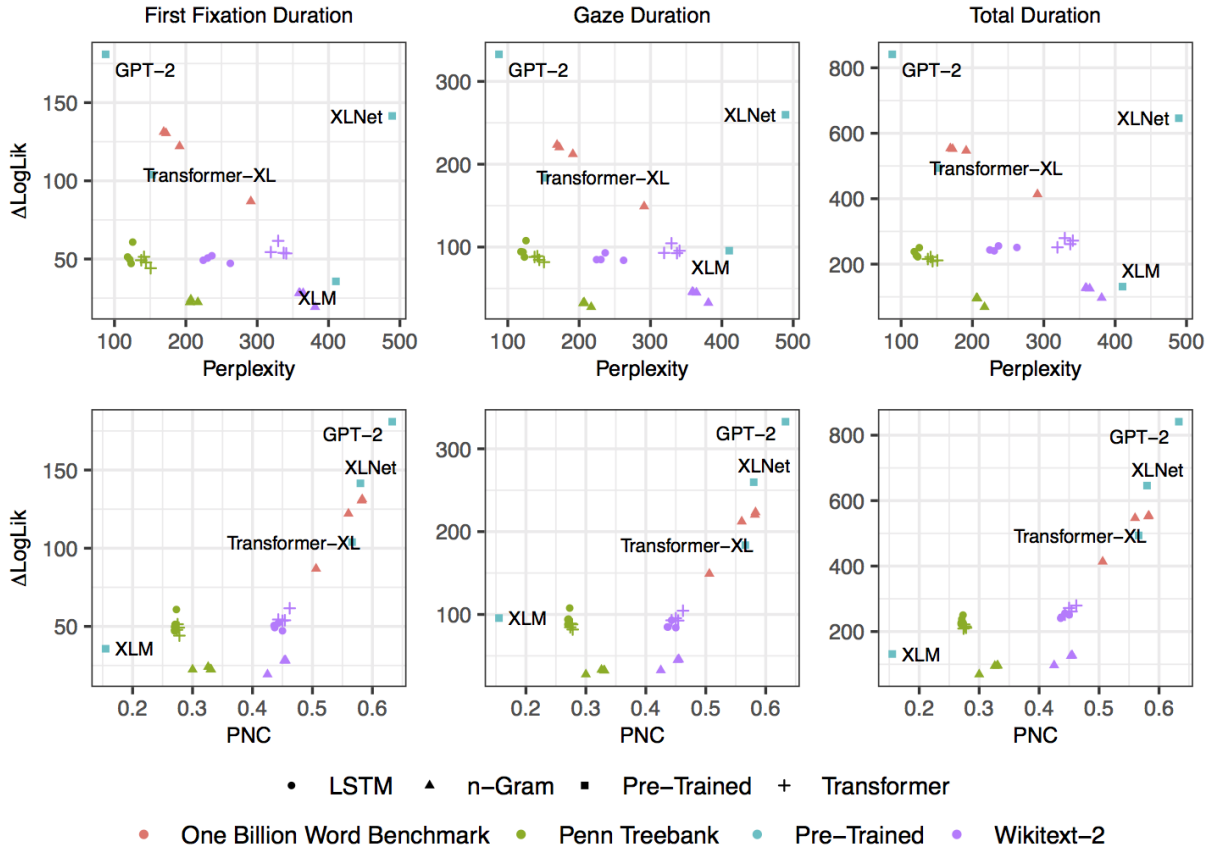 First Fixation Duration
Gaze Duration
Total Duration
ΔLogLik
150
100
50
GPT−2
XLNet
Transformer−XL
XLM
100 200 300 400 500
Perplexity
300
200
100
GPT−2
XLNet
Transformer−XL
XLM
100 200 300 400 500
Perplexity
800
600
400
200
GPT−2
XLNet
Transformer−XL
XLM
100 200 300 400 500
Perplexity
ΔLogLik
150
100
50
GPT−2
XLNet
Transformer−XL
XLM
0.2 0.3 0.4 0.5 0.6
PNC
300
200
100
GPT−2
XLNet
Transformer−XL
XLM
0.2 0.3 0.4 0.5 0.6
PNC
800
600
400
200
GPT−2
XLNet
Transformer−XL
XLM
0.2 0.3 0.4 0.5 0.6
PNC
LSTM n−Gram Pre−Trained Transformer
One Billion Word Benchmark Penn Treebank Pre−Trained Wikitext−2